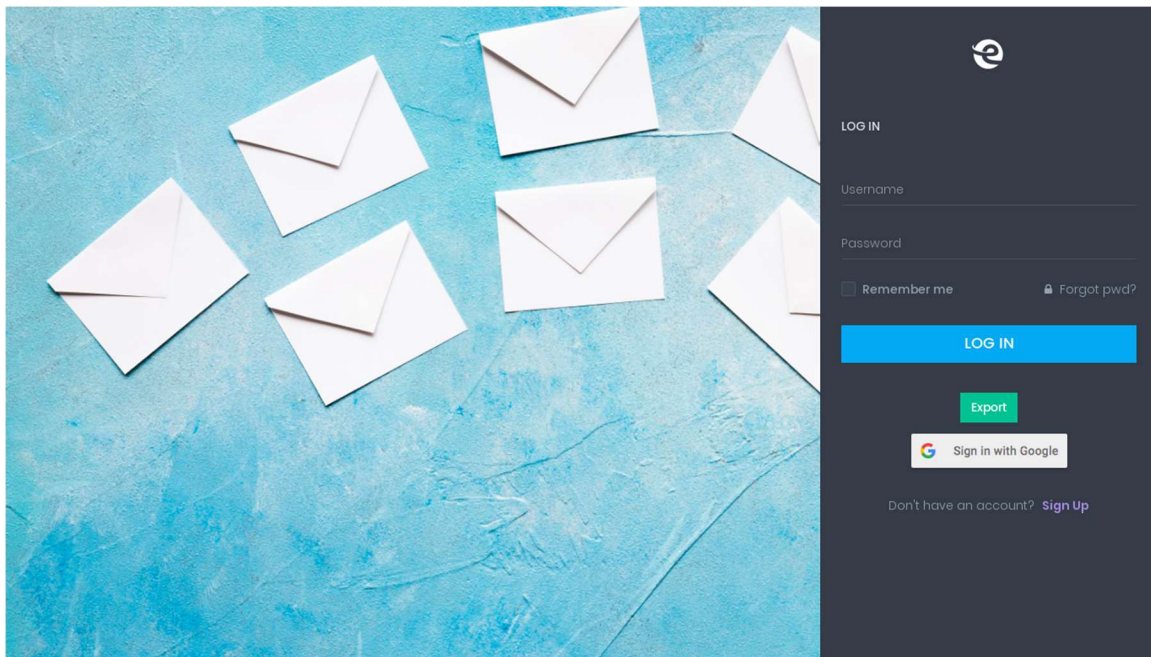 LOG IN
Username
Password
Remember me Forgot pwd?
LOG IN
Export
Sign in with Google
Don't have an account? Sign Up